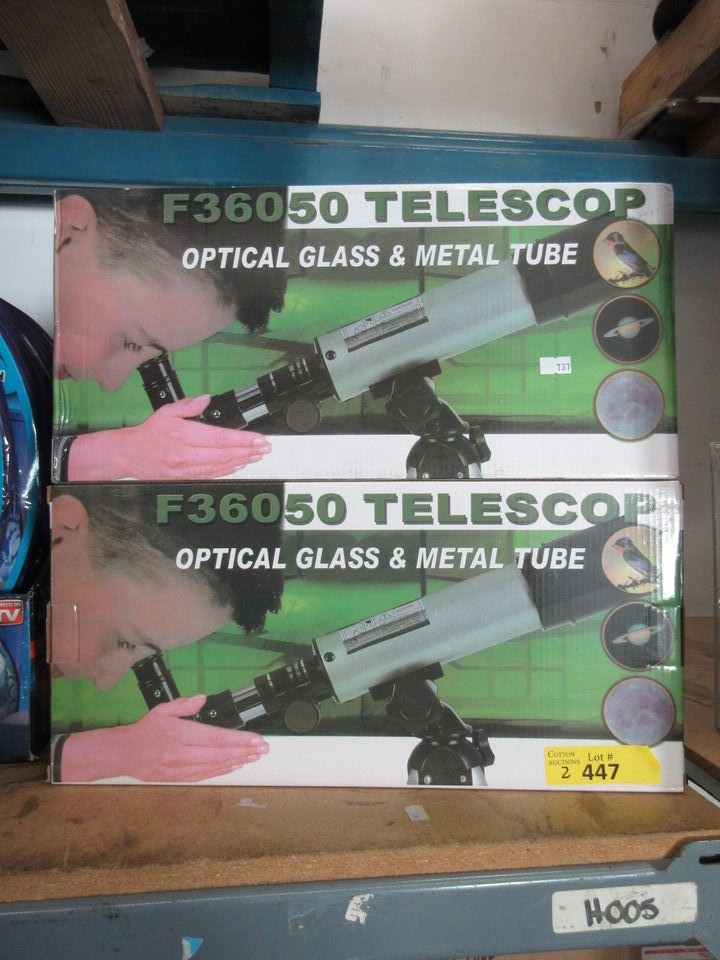 F36050 TELESCOP
OPTICAL GLASS & METAL TUBE
737
F36050 TELESCOP
OPTICAL GLASS & METAL TUBE
COTTON AUCTIONS
2
Lot #
447
TV
H005